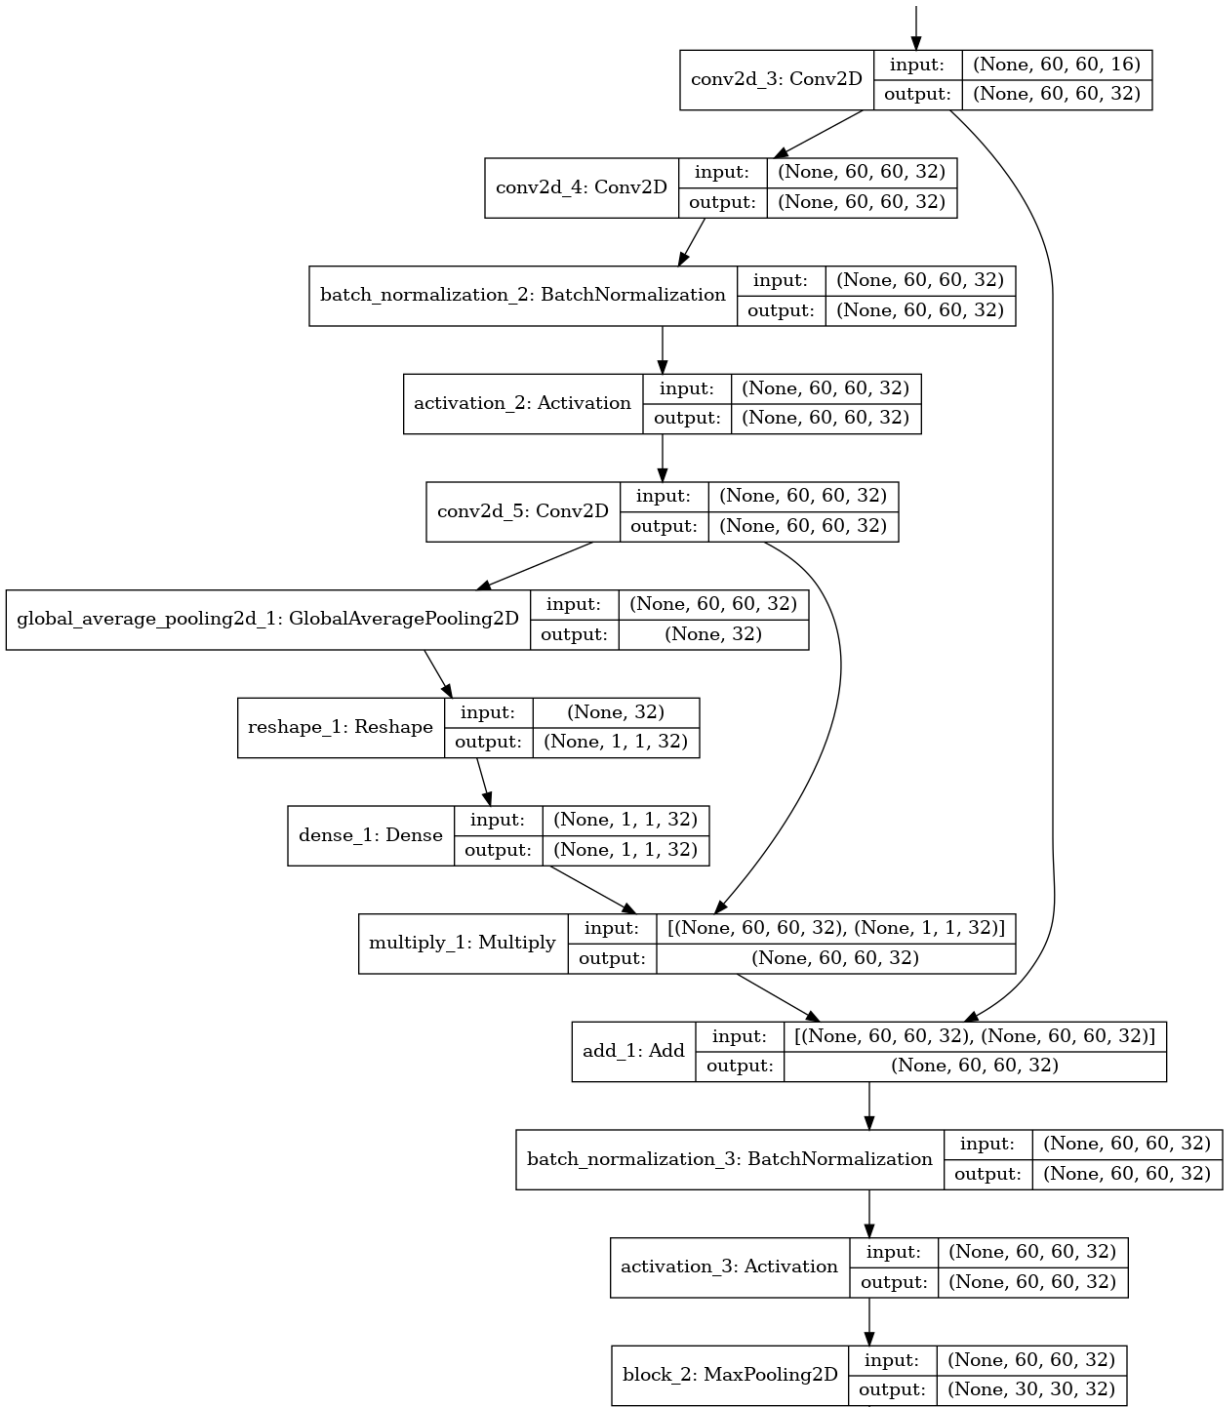 conv2d_3: Conv2D
input: (None, 60, 60, 16)
output: (None, 60, 60, 32)
conv2d_4: Conv2D
input: (None, 60, 60, 32)
output: (None, 60, 60, 32)
batch_normalization_2: BatchNormalization
input: (None, 60, 60, 32)
output: (None, 60, 60, 32)
activation_2: Activation
input: (None, 60, 60, 32)
output: (None, 60, 60, 32)
conv2d_5: Conv2D
input: (None, 60, 60, 32)
output: (None, 60, 60, 32)
global_average_pooling2d_1: GlobalAveragePooling2D
input: (None, 60, 60, 32)
output: (None, 32)
reshape_1: Reshape
input: (None, 32)
output: (None, 1, 1, 32)
dense_1: Dense
input: (None, 1, 1, 32)
output: (None, 1, 1, 32)
multiply_1: Multiply
input: [(None, 60, 60, 32), (None, 1, 1, 32)]
output: (None, 60, 60, 32)
add_1: Add
input: [(None, 60, 60, 32), (None, 60, 60, 32)]
output: (None, 60, 60, 32)
batch_normalization_3: BatchNormalization
input: (None, 60, 60, 32)
output: (None, 60, 60, 32)
activation_3: Activation
input: (None, 60, 60, 32)
output: (None, 60, 60, 32)
block_2: MaxPooling2D
input: (None, 60, 60, 32)
output: (None, 30, 30, 32)